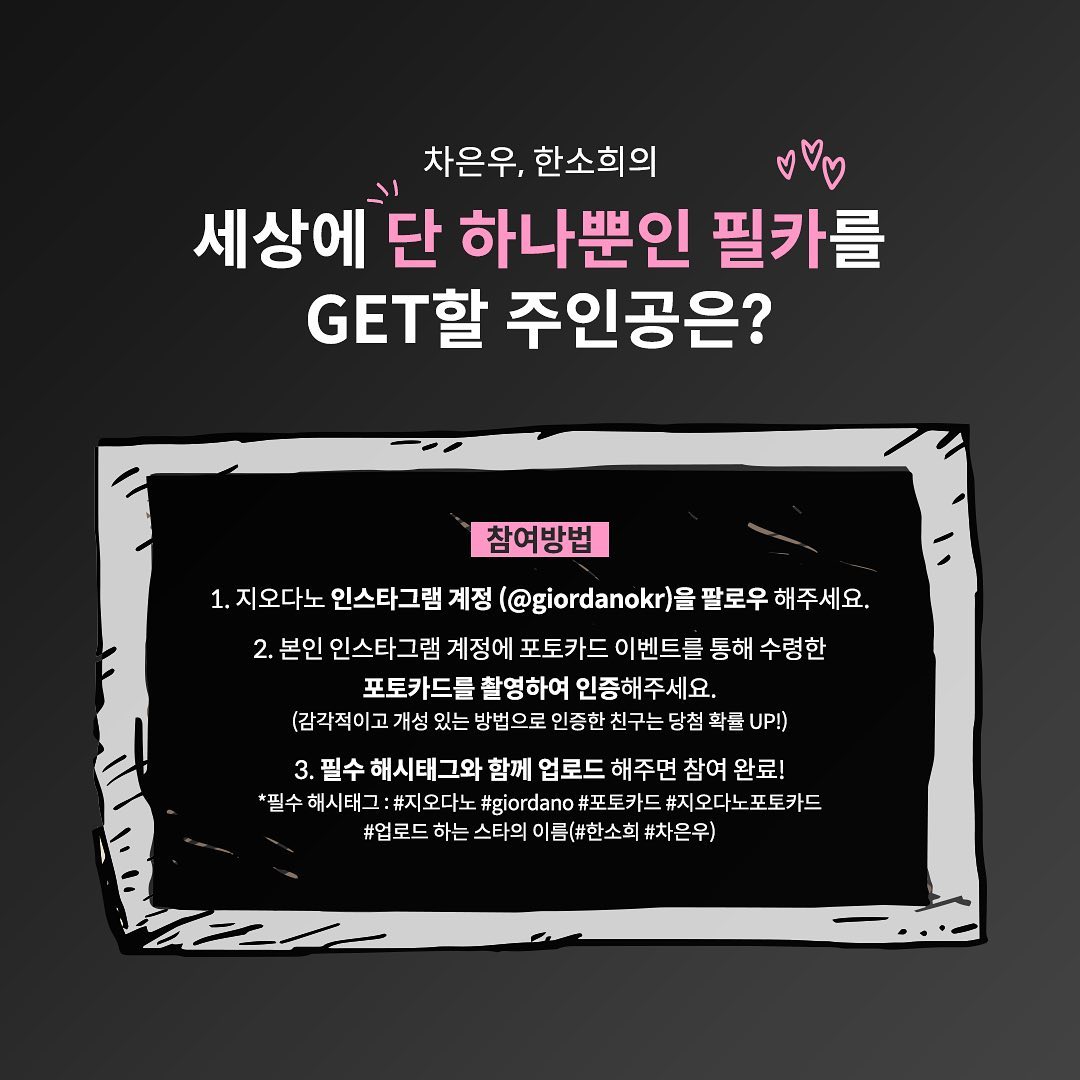 차은우, 한소희의
세상에 단 하나뿐인 필카를
GET할 주인공은?
참여방법
1. 지오다노 인스타그램 계정 (@giordanokr)을 팔로우 해주세요.
2. 본인 인스타그램 계정에 포토카드 이벤트를 통해 수령한
포토카드를 촬영하여 인증해주세요.
(감각적이고 개성 있는 방법으로 인증한 친구는 당첨 확률 UP!)
3. 필수 해시태그와 함께 업로드 해주면 참여 완료!
*필수 해시태그 : #지오다노 #giordano #포토카드 #지오다노포토카드
#업로드 하는 스타의 이름(#한소희 #차은우)